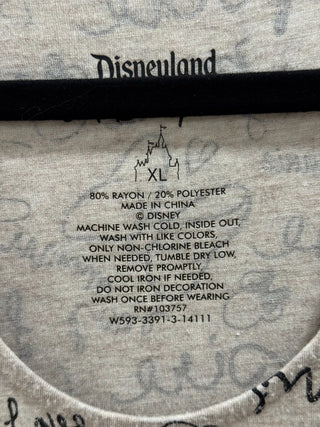 Disneyland
XL
80% RAYON / 20% POLYESTER
MADE IN CHINA
© DISNEY
MACHINE WASH COLD, INSIDE OUT,
WASH WITH LIKE COLORS,
ONLY NON-CHLORINE BLEACH
WHEN NEEDED, TUMBLE DRY LOW,
REMOVE PROMPTLY,
COOL IRON IF NEEDED,
DO NOT IRON DECORATION
WASH ONCE BEFORE WEARING
RN#103757
W593-3391-3-14111